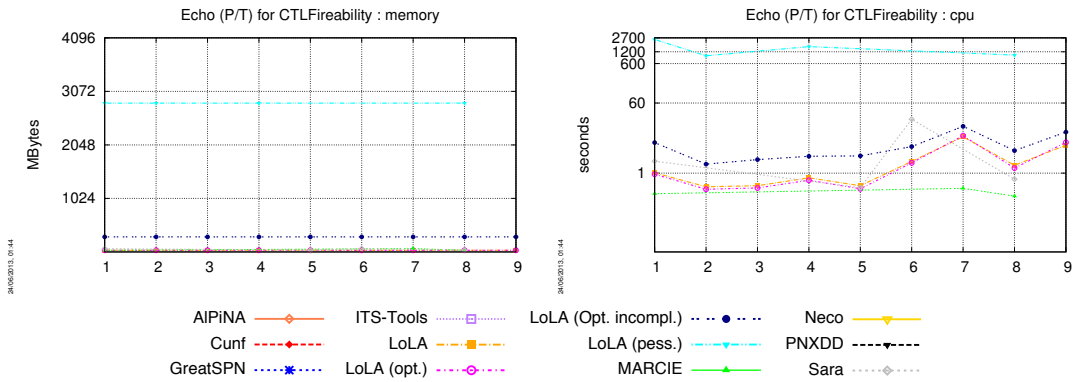 Echo (P/T) for CTLFireability : memory
4096
3072
2048
1024
MBytes
1 2 3 4 5 6 7 8 9
24/06/2013, 01:44
Echo (P/T) for CTLFireability : cpu
2700
1200
600
60
1
seconds
1 2 3 4 5 6 7 8 9
24/06/2013, 01:44
AlPiNA ITS-Tools LoLA (Opt. incompl.) Neco
Cunf LoLA LoLA (pess.) PNXDD
GreatSPN LoLA (opt.) MARCIE Sara